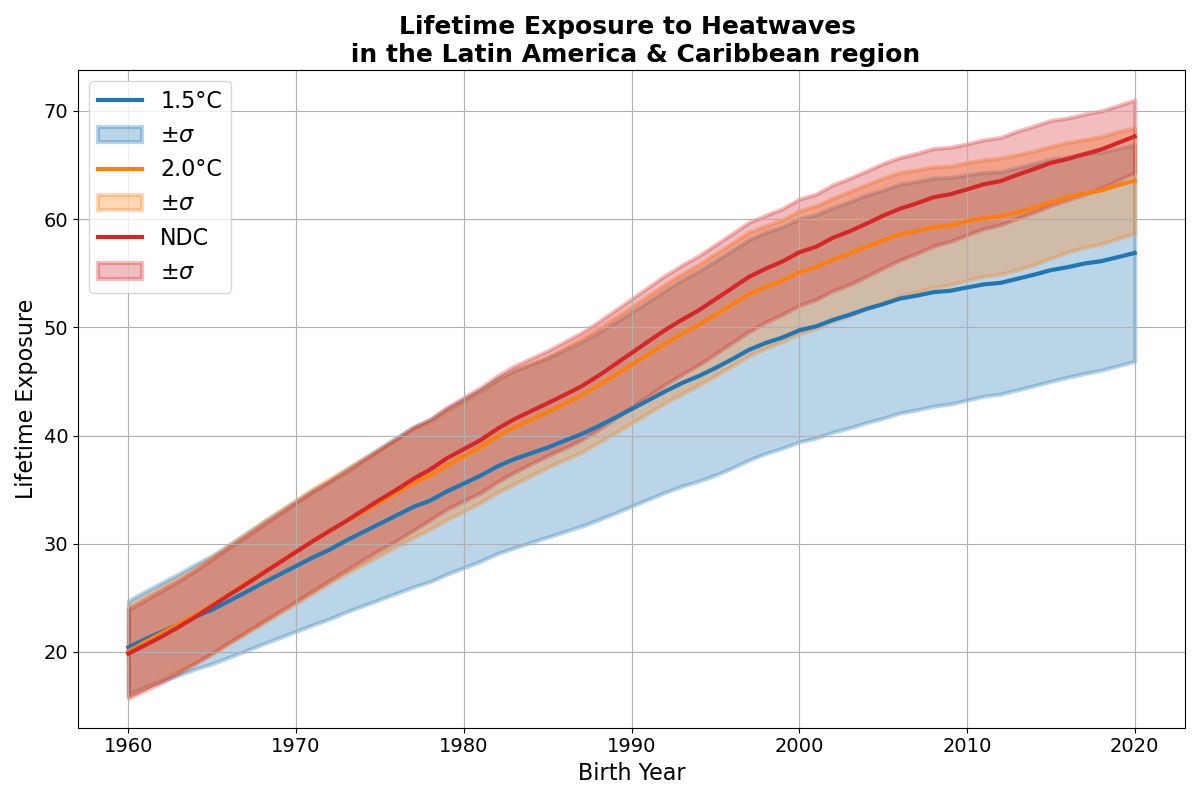 Lifetime Exposure to Heatwaves
in the Latin America & Caribbean region
70
60
50
40
30
20
Lifetime Exposure
1.5°C
±σ
2.0°C
±σ
NDC
±σ
1960 1970 1980 1990 2000 2010 2020
Birth Year